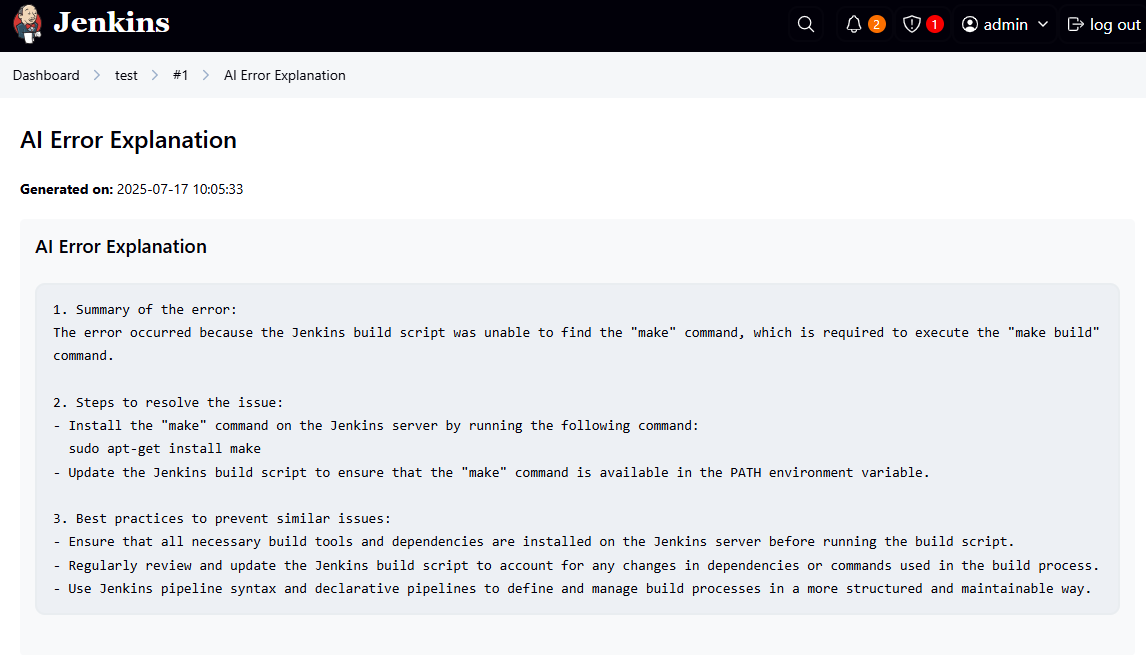 Jenkins
2
1
admin
log out
Dashboard > test > #1 > AI Error Explanation
AI Error Explanation
Generated on: 2025-07-17 10:05:33
AI Error Explanation
1. Summary of the error:
The error occurred because the Jenkins build script was unable to find the "make" command, which is required to execute the "make build"
command.
2. Steps to resolve the issue:
- Install the "make" command on the Jenkins server by running the following command:
sudo apt-get install make
- Update the Jenkins build script to ensure that the "make" command is available in the PATH environment variable.
3. Best practices to prevent similar issues:
- Ensure that all necessary build tools and dependencies are installed on the Jenkins server before running the build script.
- Regularly review and update the Jenkins build script to account for any changes in dependencies or commands used in the build process.
- Use Jenkins pipeline syntax and declarative pipelines to define and manage build processes in a more structured and maintainable way.